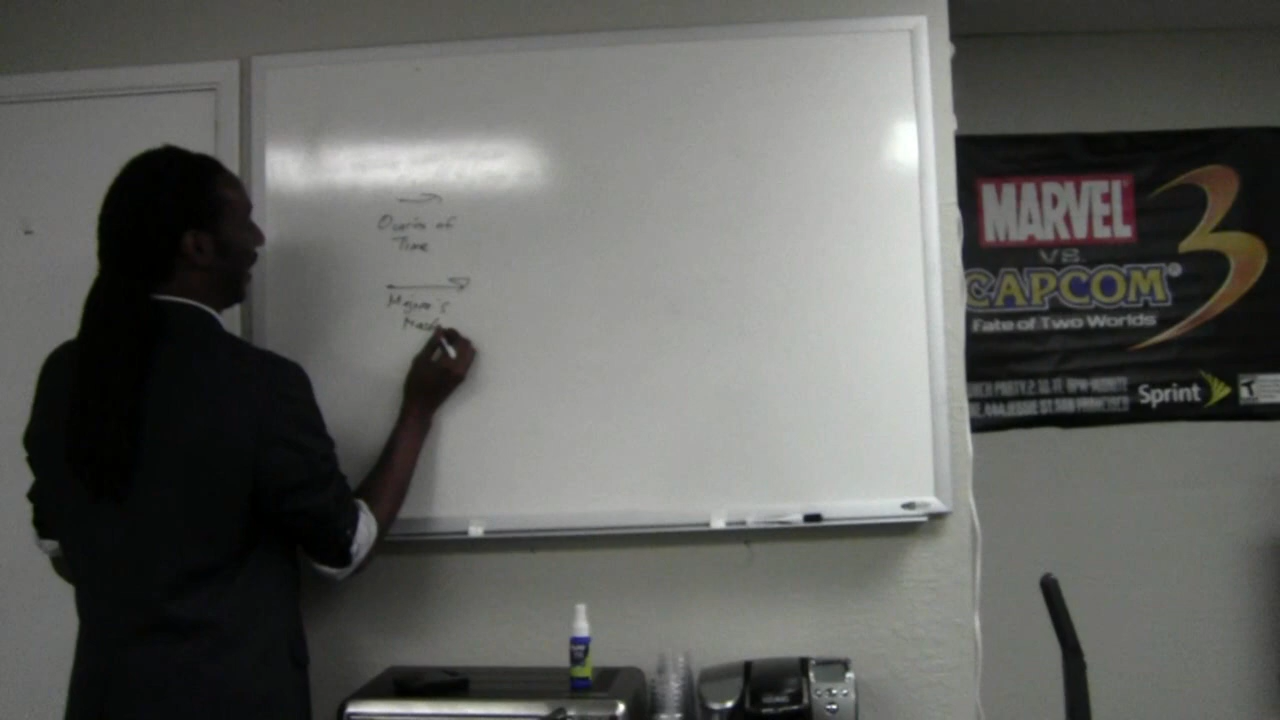 Ocarina of
Time
Majora's
Mask
MARVEL
VS.
CAPCOM® 3
Fate of Two Worlds
Sprint
T